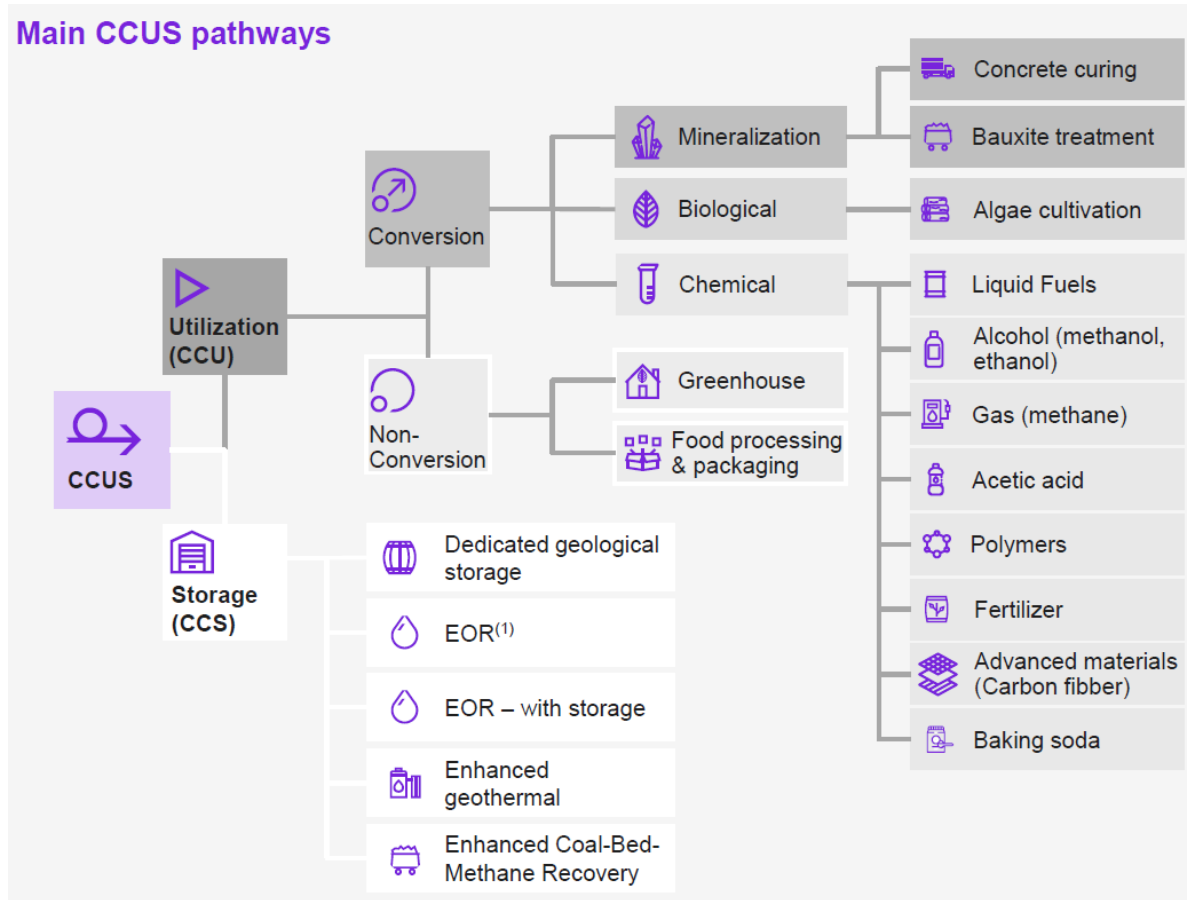 Main CCUS pathways
CCUS
Utilization
(CCU)
Storage
(CCS)
Conversion
Non-
Conversion
Mineralization
Biological
Chemical
Greenhouse
Food processing
& packaging
Concrete curing
Bauxite treatment
Algae cultivation
Liquid Fuels
Alcohol (methanol,
ethanol)
Gas (methane)
Acetic acid
Polymers
Fertilizer
Advanced materials
(Carbon fibber)
Baking soda
Dedicated geological
storage
EOR(1)
EOR – with storage
Enhanced
geothermal
Enhanced Coal-Bed-
Methane Recovery